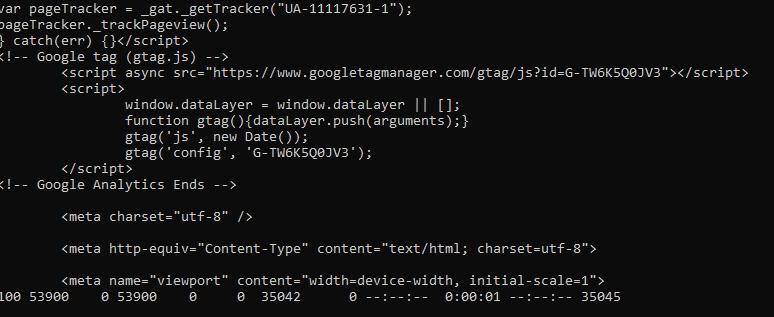 var pageTracker = _gat._getTracker("UA-11117631-1");
pageTracker._trackPageview();
} catch(err) {}</script>
<!-- Google tag (gtag.js) -->
<script async src="https://www.googletagmanager.com/gtag/js?id=G-TW6K5Q0JV3"></script>
<script>
window.dataLayer = window.dataLayer || [];
function gtag(){dataLayer.push(arguments);}
gtag('js', new Date());
gtag('config', 'G-TW6K5Q0JV3');
</script>
<!-- Google Analytics Ends -->
<meta charset="utf-8" />
<meta http-equiv="Content-Type" content="text/html; charset=utf-8">
<meta name="viewport" content="width=device-width, initial-scale=1">
100 53900    0 53900    0     0  35042      0 --:--:--  0:00:01 --:--:-- 35045